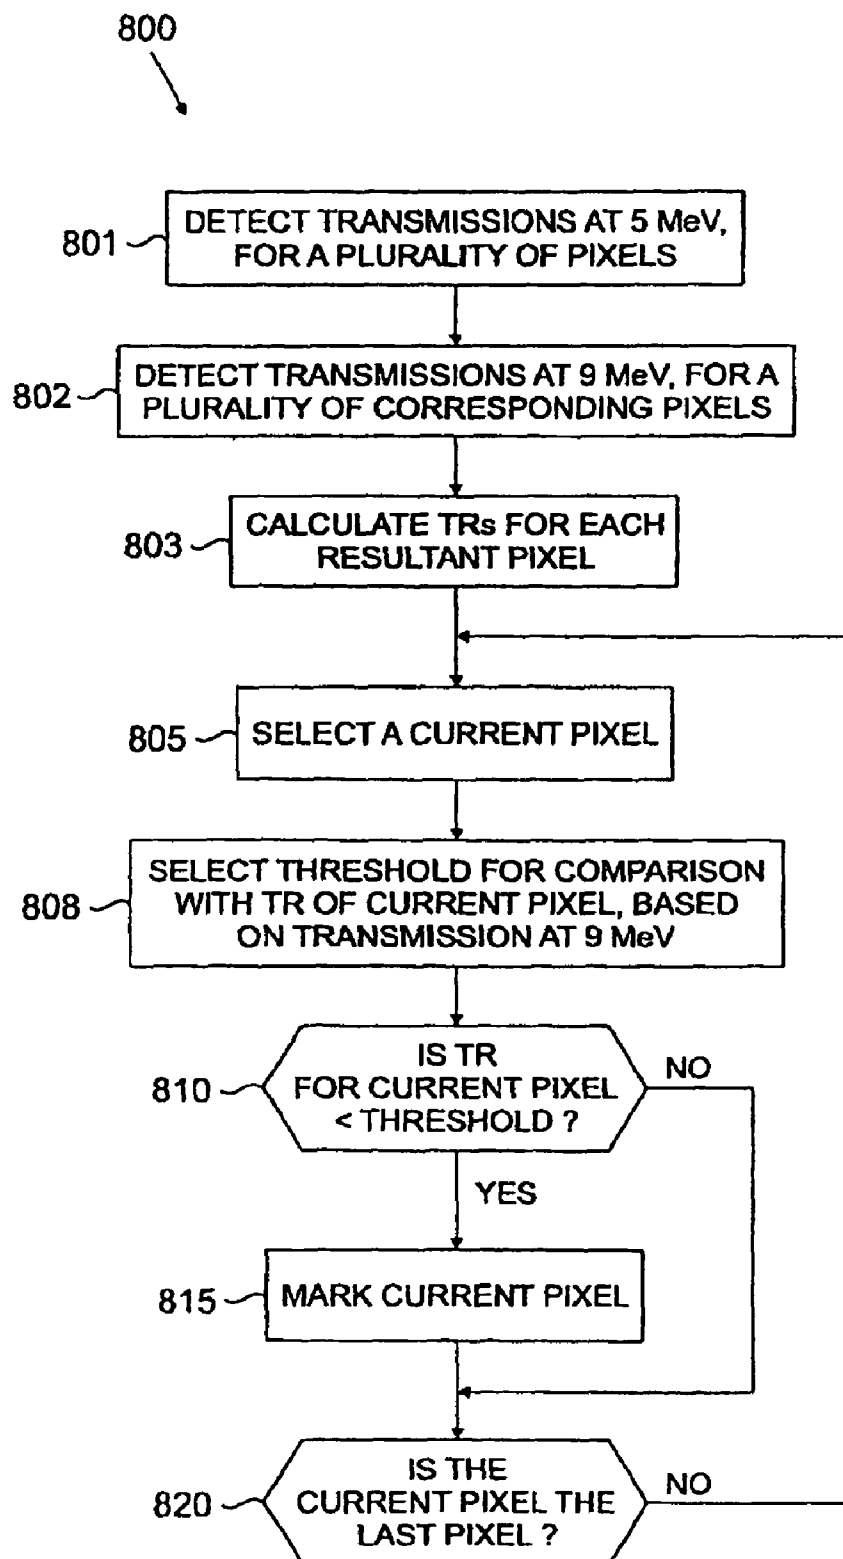 800
801
DETECT TRANSMISSIONS AT 5 MeV,
FOR A PLURALITY OF PIXELS
802
DETECT TRANSMISSIONS AT 9 MeV, FOR A
PLURALITY OF CORRESPONDING PIXELS
803
CALCULATE TRs FOR EACH
RESULTANT PIXEL
805
SELECT A CURRENT PIXEL
808
SELECT THRESHOLD FOR COMPARISON
WITH TR OF CURRENT PIXEL, BASED
ON TRANSMISSION AT 9 MeV
810
IS TR
FOR CURRENT PIXEL
< THRESHOLD ?
NO
YES
815
MARK CURRENT PIXEL
820
IS THE
CURRENT PIXEL THE
LAST PIXEL ?
NO